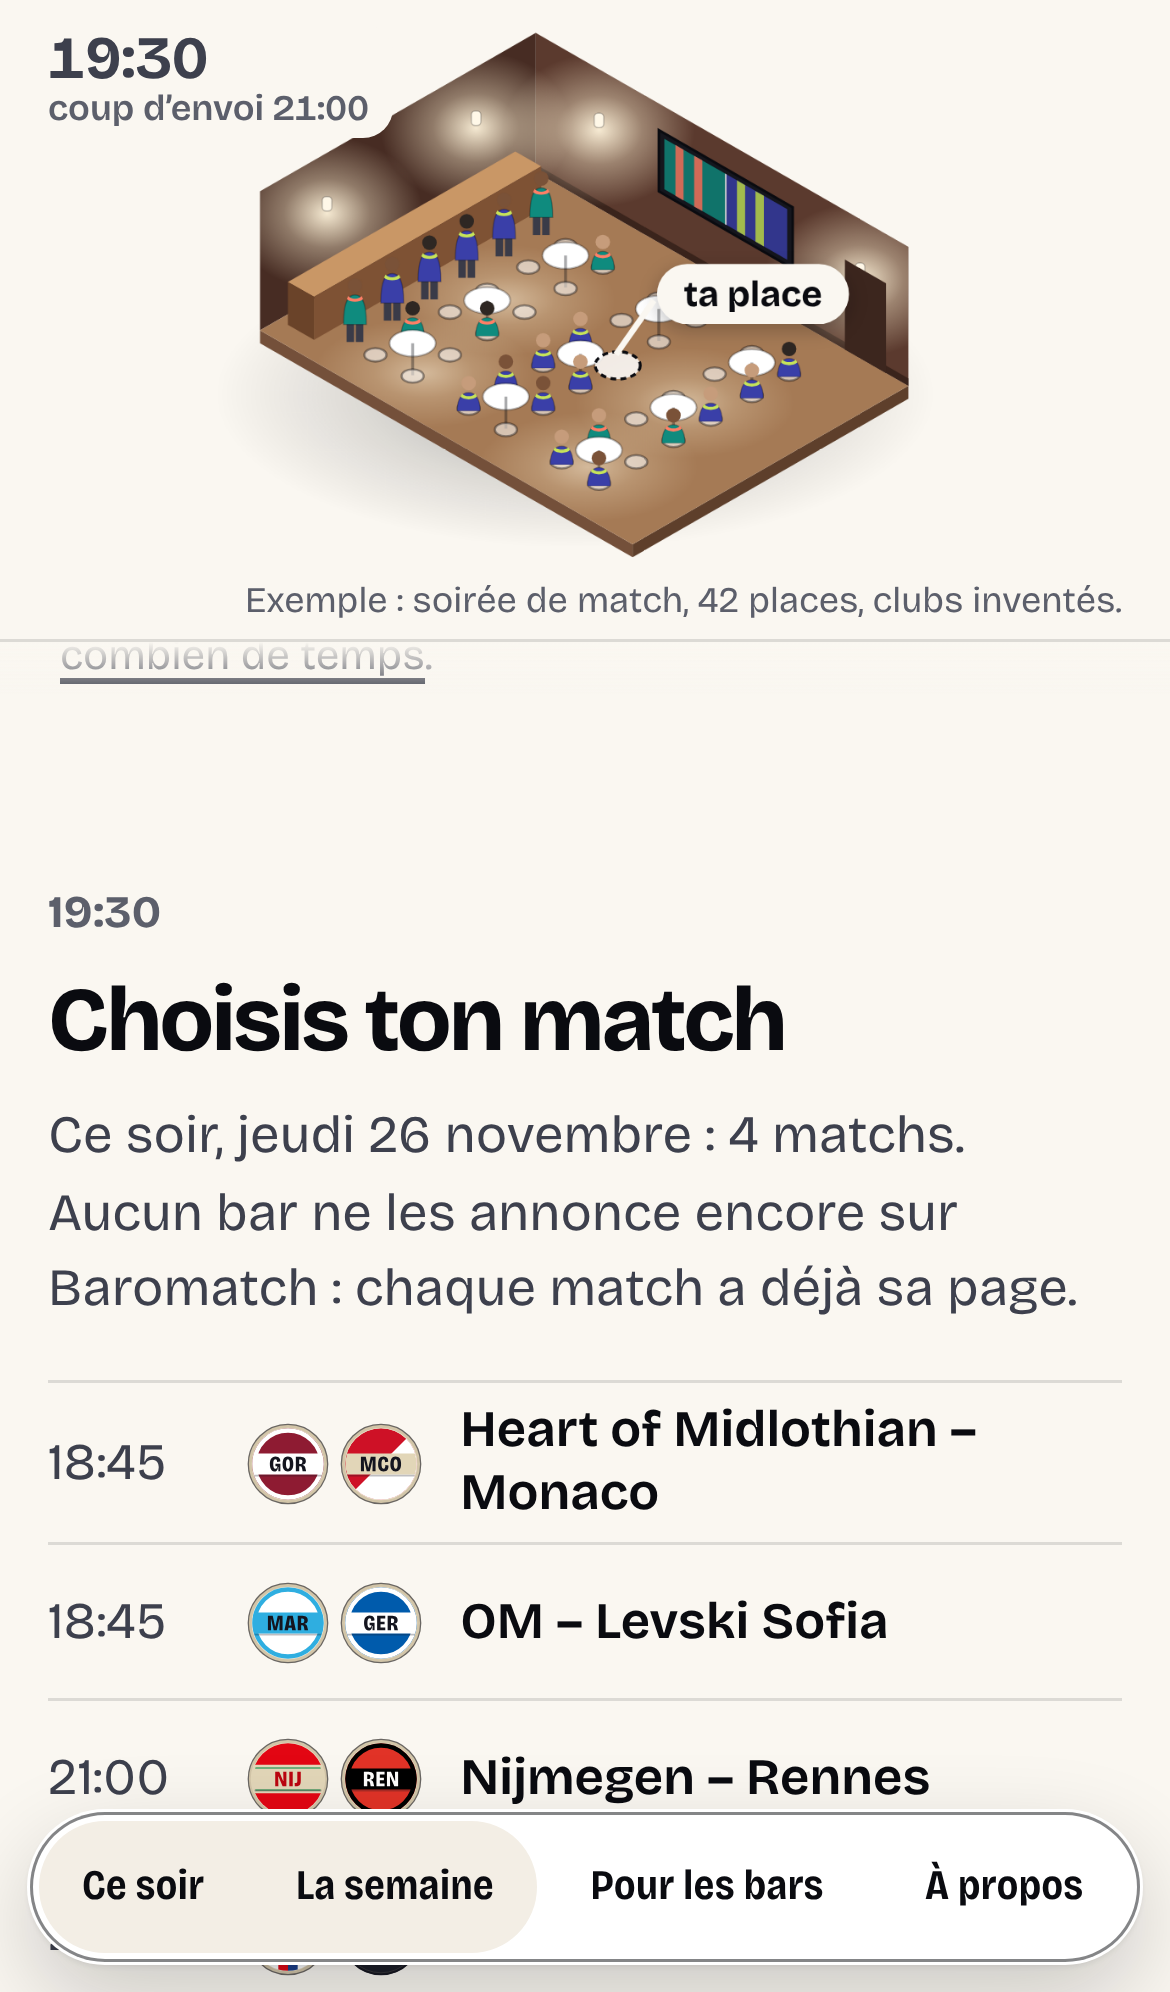 19:30
coup d’envoi 21:00
ta place
Exemple : soirée de match, 42 places, clubs inventés.
combien de temps.
19:30
Choisis ton match
Ce soir, jeudi 26 novembre : 4 matchs.
Aucun bar ne les annonce encore sur
Baromatch : chaque match a déjà sa page.
18:45 GOR MCO Heart of Midlothian –
Monaco
18:45 MAR GER OM – Levski Sofia
21:00 NIJ REN Nijmegen – Rennes
Ce soir La semaine Pour les bars À propos